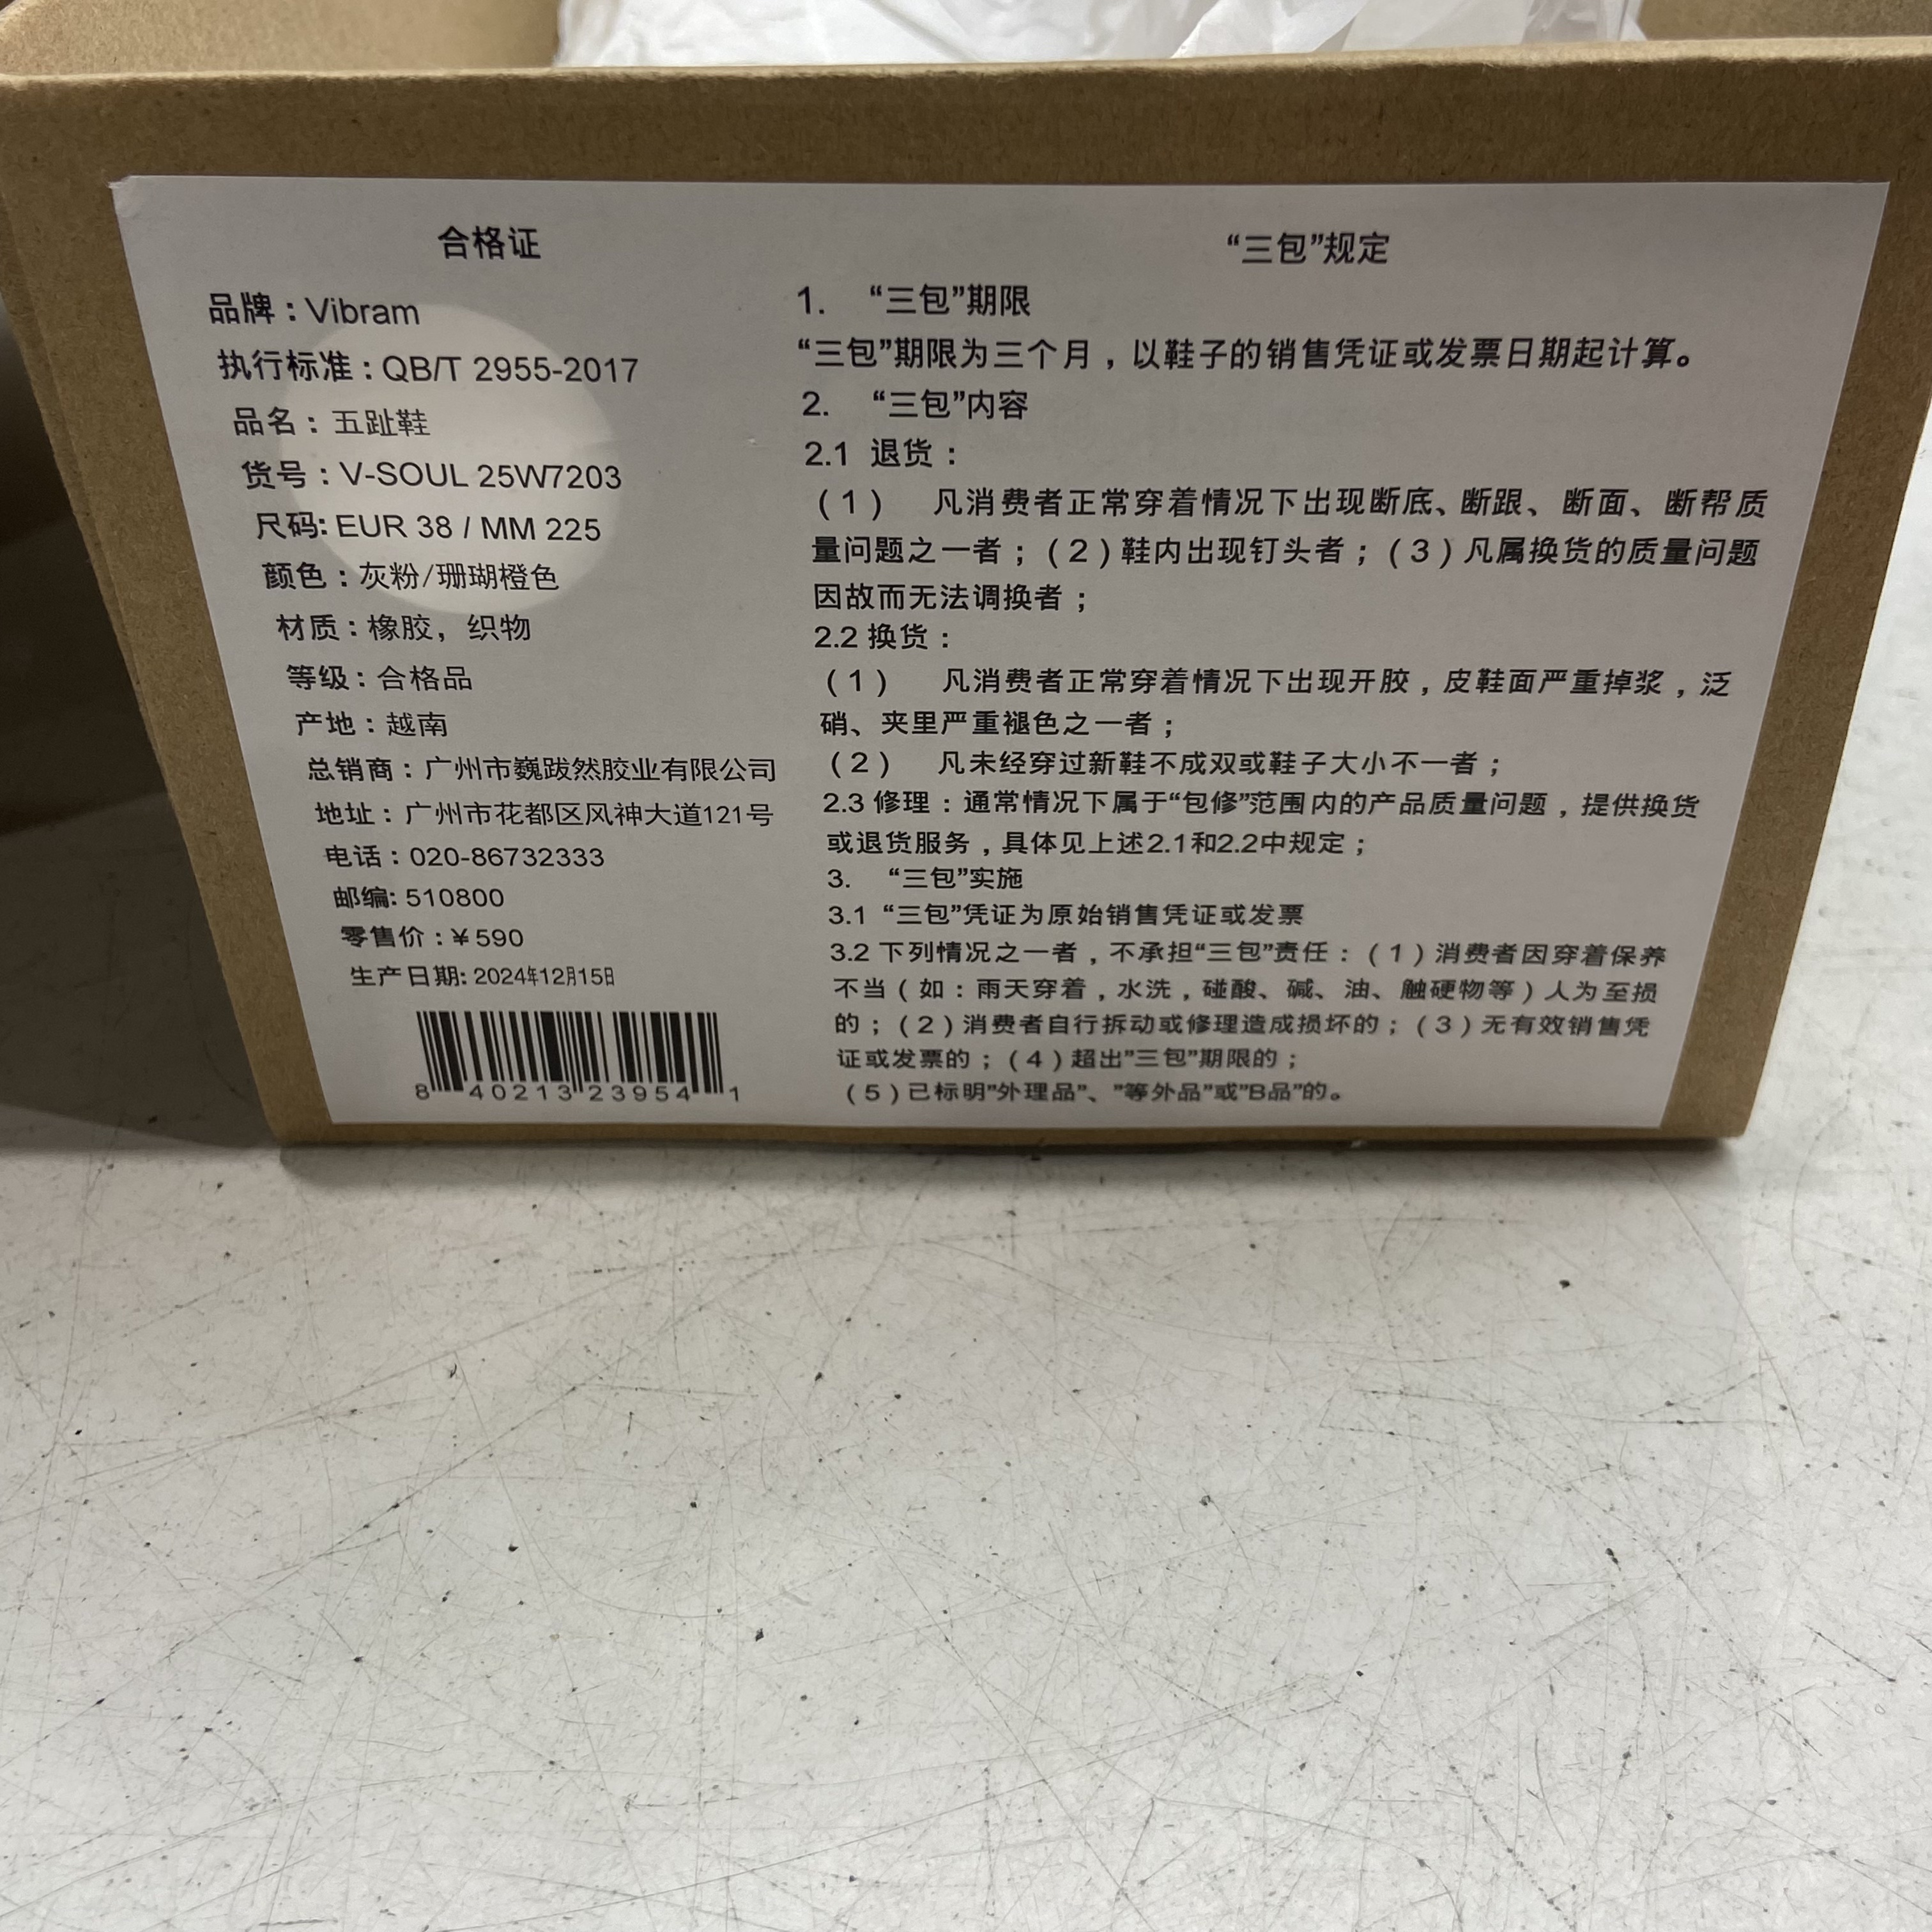 合格证
品牌：Vibram
执行标准：QB/T 2955-2017
品名：五趾鞋
货号：V-SOUL 25W7203
尺码: EUR 38 / MM 225
颜色：灰粉/珊瑚橙色
材质：橡胶，织物
等级：合格品
产地：越南
总销商：广州市巍跋然胶业有限公司
地址：广州市花都区风神大道121号
电话：020-86732333
邮编: 510800
零售价：¥590
生产日期: 2024年12月15日
8 40213 23954 1
“三包”规定
1. “三包”期限
“三包”期限为三个月，以鞋子的销售凭证或发票日期起计算。
2. “三包”内容
2.1 退货：
（1） 凡消费者正常穿着情况下出现断底、断跟、断面、断帮质
量问题之一者；（2）鞋内出现钉头者；（3）凡属换货的质量问题
因故而无法调换者；
2.2 换货：
（1） 凡消费者正常穿着情况下出现开胶，皮鞋面严重掉浆，泛
硝、夹里严重褪色之一者；
（2） 凡未经穿过新鞋不成双或鞋子大小不一者；
2.3 修理：通常情况下属于“包修”范围内的产品质量问题，提供换货
或退货服务，具体见上述2.1和2.2中规定；
3. “三包”实施
3.1 “三包”凭证为原始销售凭证或发票
3.2 下列情况之一者，不承担“三包”责任：（1）消费者因穿着保养
不当（如：雨天穿着，水洗，碰酸、碱、油、触硬物等）人为至损
的；（2）消费者自行拆动或修理造成损坏的；（3）无有效销售凭
证或发票的；（4）超出”三包”期限的；
（5）已标明”外理品”、”等外品”或”B品”的。